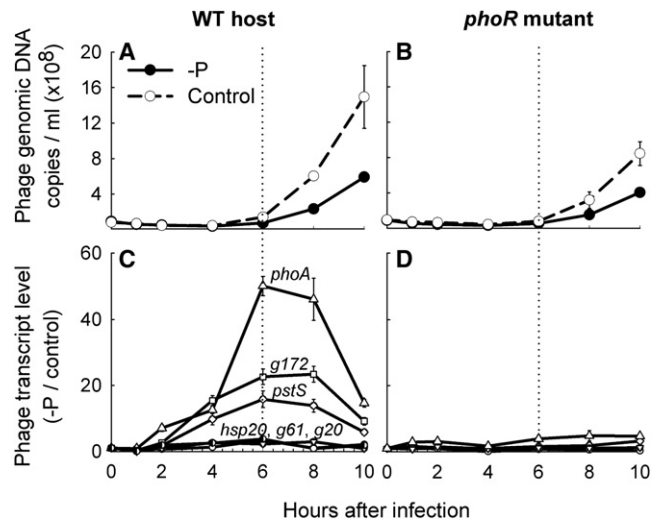 WT host
phoR mutant
A
B
-P
Control
Phage genomic DNA
copies / ml (x10⁸)
20
16
12
8
4
C
D
phoA
g172
pstS
hsp20, g61, g20
Phage transcript level
(-P / control)
60
40
20
0
0 2 4 6 8 10
0 2 4 6 8 10
Hours after infection